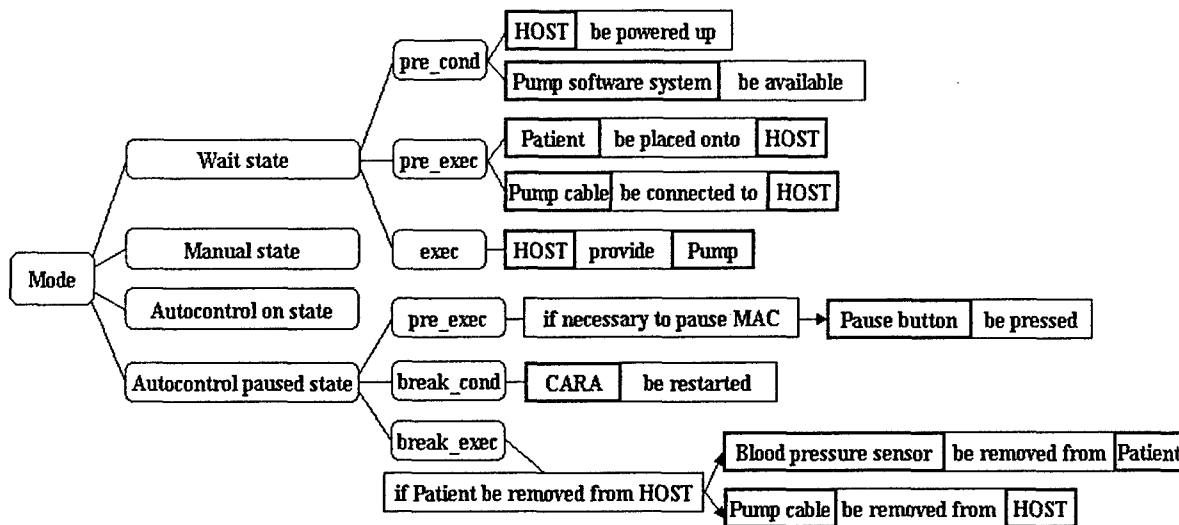 HOST be powered up
pre_cond
Pump software system be available
Patient be placed onto HOST
Wait state pre_exec
Pump cable be connected to HOST
Manual state exec HOST provide Pump
Mode
Autocontrol on state pre_exec if necessary to pause MAC Pause button be pressed
Autocontrol paused state break_cond CARA be restarted
break_exec
Blood pressure sensor be removed from Patient
if Patient be removed from HOST
Pump cable be removed from HOST